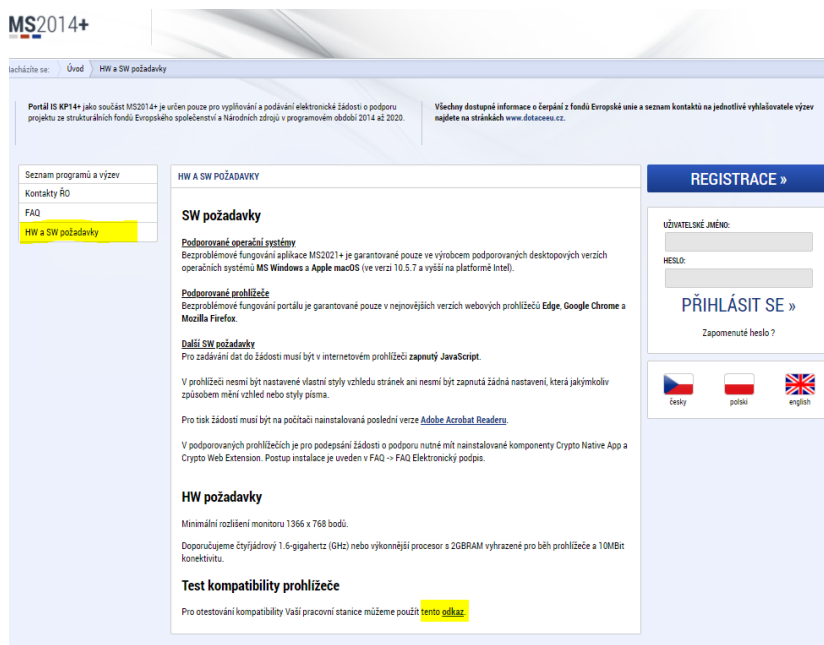 MS2014+
Nacházíte se: Úvod HW a SW požadavky
Portál IS KP14+ jako součást MS2014+ je určen pouze pro vyplňování a podávání elektronické žádosti o podporu
projektu ze strukturálních fondů Evropského společenství a Národních zdrojů v programovém období 2014 až 2020.
Všechny dostupné informace o čerpání z fondů Evropské unie a seznam kontaktů na jednotlivé vyhlašovatele výzev
najdete na stránkách www.dotaceeu.cz.
Seznam programů a výzev
Kontakty ŘO
FAQ
HW a SW požadavky
HW A SW POŽADAVKY
SW požadavky
Podporované operační systémy
Bezproblémové fungování aplikace MS2021+ je garantované pouze ve výrobcem podporovaných desktopových verzích
operačních systémů MS Windows a Apple macOS (ve verzi 10.5.7 a vyšší na platformě Intel).
Podporované prohlížeče
Bezproblémové fungování portálu je garantované pouze v nejnovějších verzích webových prohlížečů Edge, Google Chrome a
Mozilla Firefox.
Další SW požadavky
Pro zadávání dat do žádosti musí být v internetovém prohlížeči zapnutý JavaScript.
V prohlížeči nesmí být nastavené vlastní styly vzhledu stránek ani nesmí být zapnutá žádná nastavení, která jakýmkoliv
způsobem mění vzhled nebo styly písma.
Pro tisk žádostí musí být na počítači nainstalovaná poslední verze Adobe Acrobat Readeru.
V podporovaných prohlížečích je pro podepsání žádosti o podporu nutné mít nainstalované komponenty Crypto Native App a
Crypto Web Extension. Postup instalace je uveden v FAQ -> FAQ Elektronický podpis.
HW požadavky
Minimální rozlišení monitoru 1366 x 768 bodů.
Doporučujeme čtyřjádrový 1.6-gigahertz (GHz) nebo výkonnější procesor s 2GBRAM vyhrazené pro běh prohlížeče a 10MBit
konektivitu.
Test kompatibility prohlížeče
Pro otestování kompatibility Vaší pracovní stanice můžeme použít tento odkaz.
REGISTRACE »
UŽIVATELSKÉ JMÉNO:
HESLO:
PŘIHLÁSIT SE »
Zapomenuté heslo ?
česky polski english